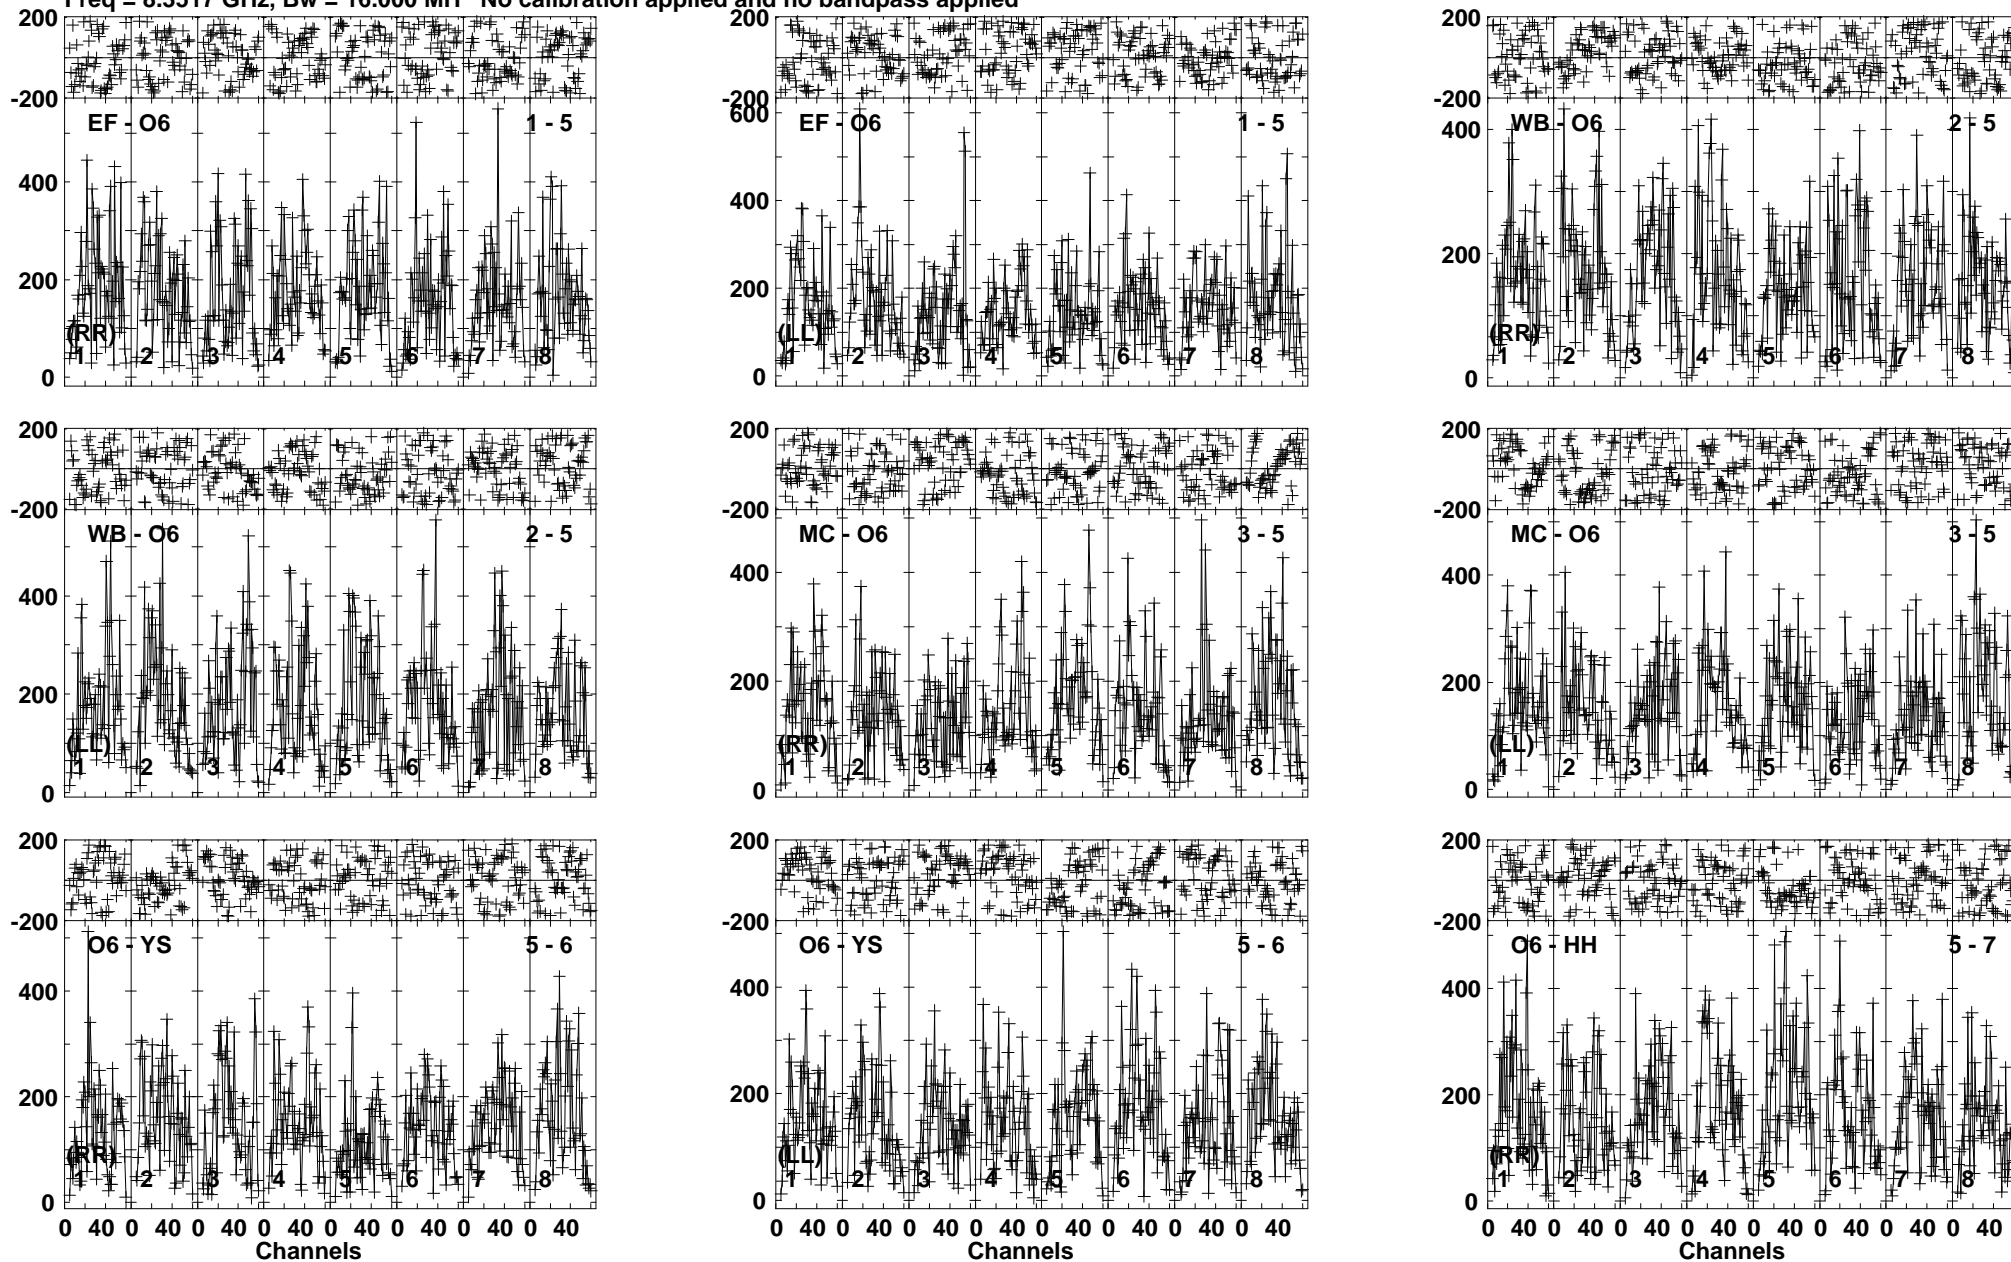 Freq = 8.3517 GHz, Bw = 16.000 MH No calibration applied and no bandpass applied
200 200 200
-200 -200 -200
EF - O6 1 - 5 EF - O6 1 - 5 WB - O6 2 - 5
600
400 400 400
200 200 200
(RR) (LL) (RR)
1 2 3 4 5 6 7 8 1 2 3 4 5 6 7 8 1 2 3 4 5 6 7 8
0 0 0
200 200 200
-200 -200 -200
WB - O6 2 - 5 MC - O6 3 - 5 MC - O6 3 - 5
400 400 400
200 200 200
(LL) (RR) (LL)
1 2 3 4 5 6 7 8 1 2 3 4 5 6 7 8 1 2 3 4 5 6 7 8
0 0 0
200 200 200
-200 -200 -200
O6 - YS 5 - 6 O6 - YS 5 - 6 O6 - HH 5 - 7
400 400 400
200 200 200
(RR) (LL) (RR)
1 2 3 4 5 6 7 8 1 2 3 4 5 6 7 8 1 2 3 4 5 6 7 8
0 0 0
0 40 0 40 0 40 0 40 0 40 0 40 0 40 0 40 0 40 0 40 0 40 0 40 0 40 0 40 0 40 0 40 0 40 0 40 0 40 0 40 0 40 0 40 0 40 0 40
Channels Channels Channels